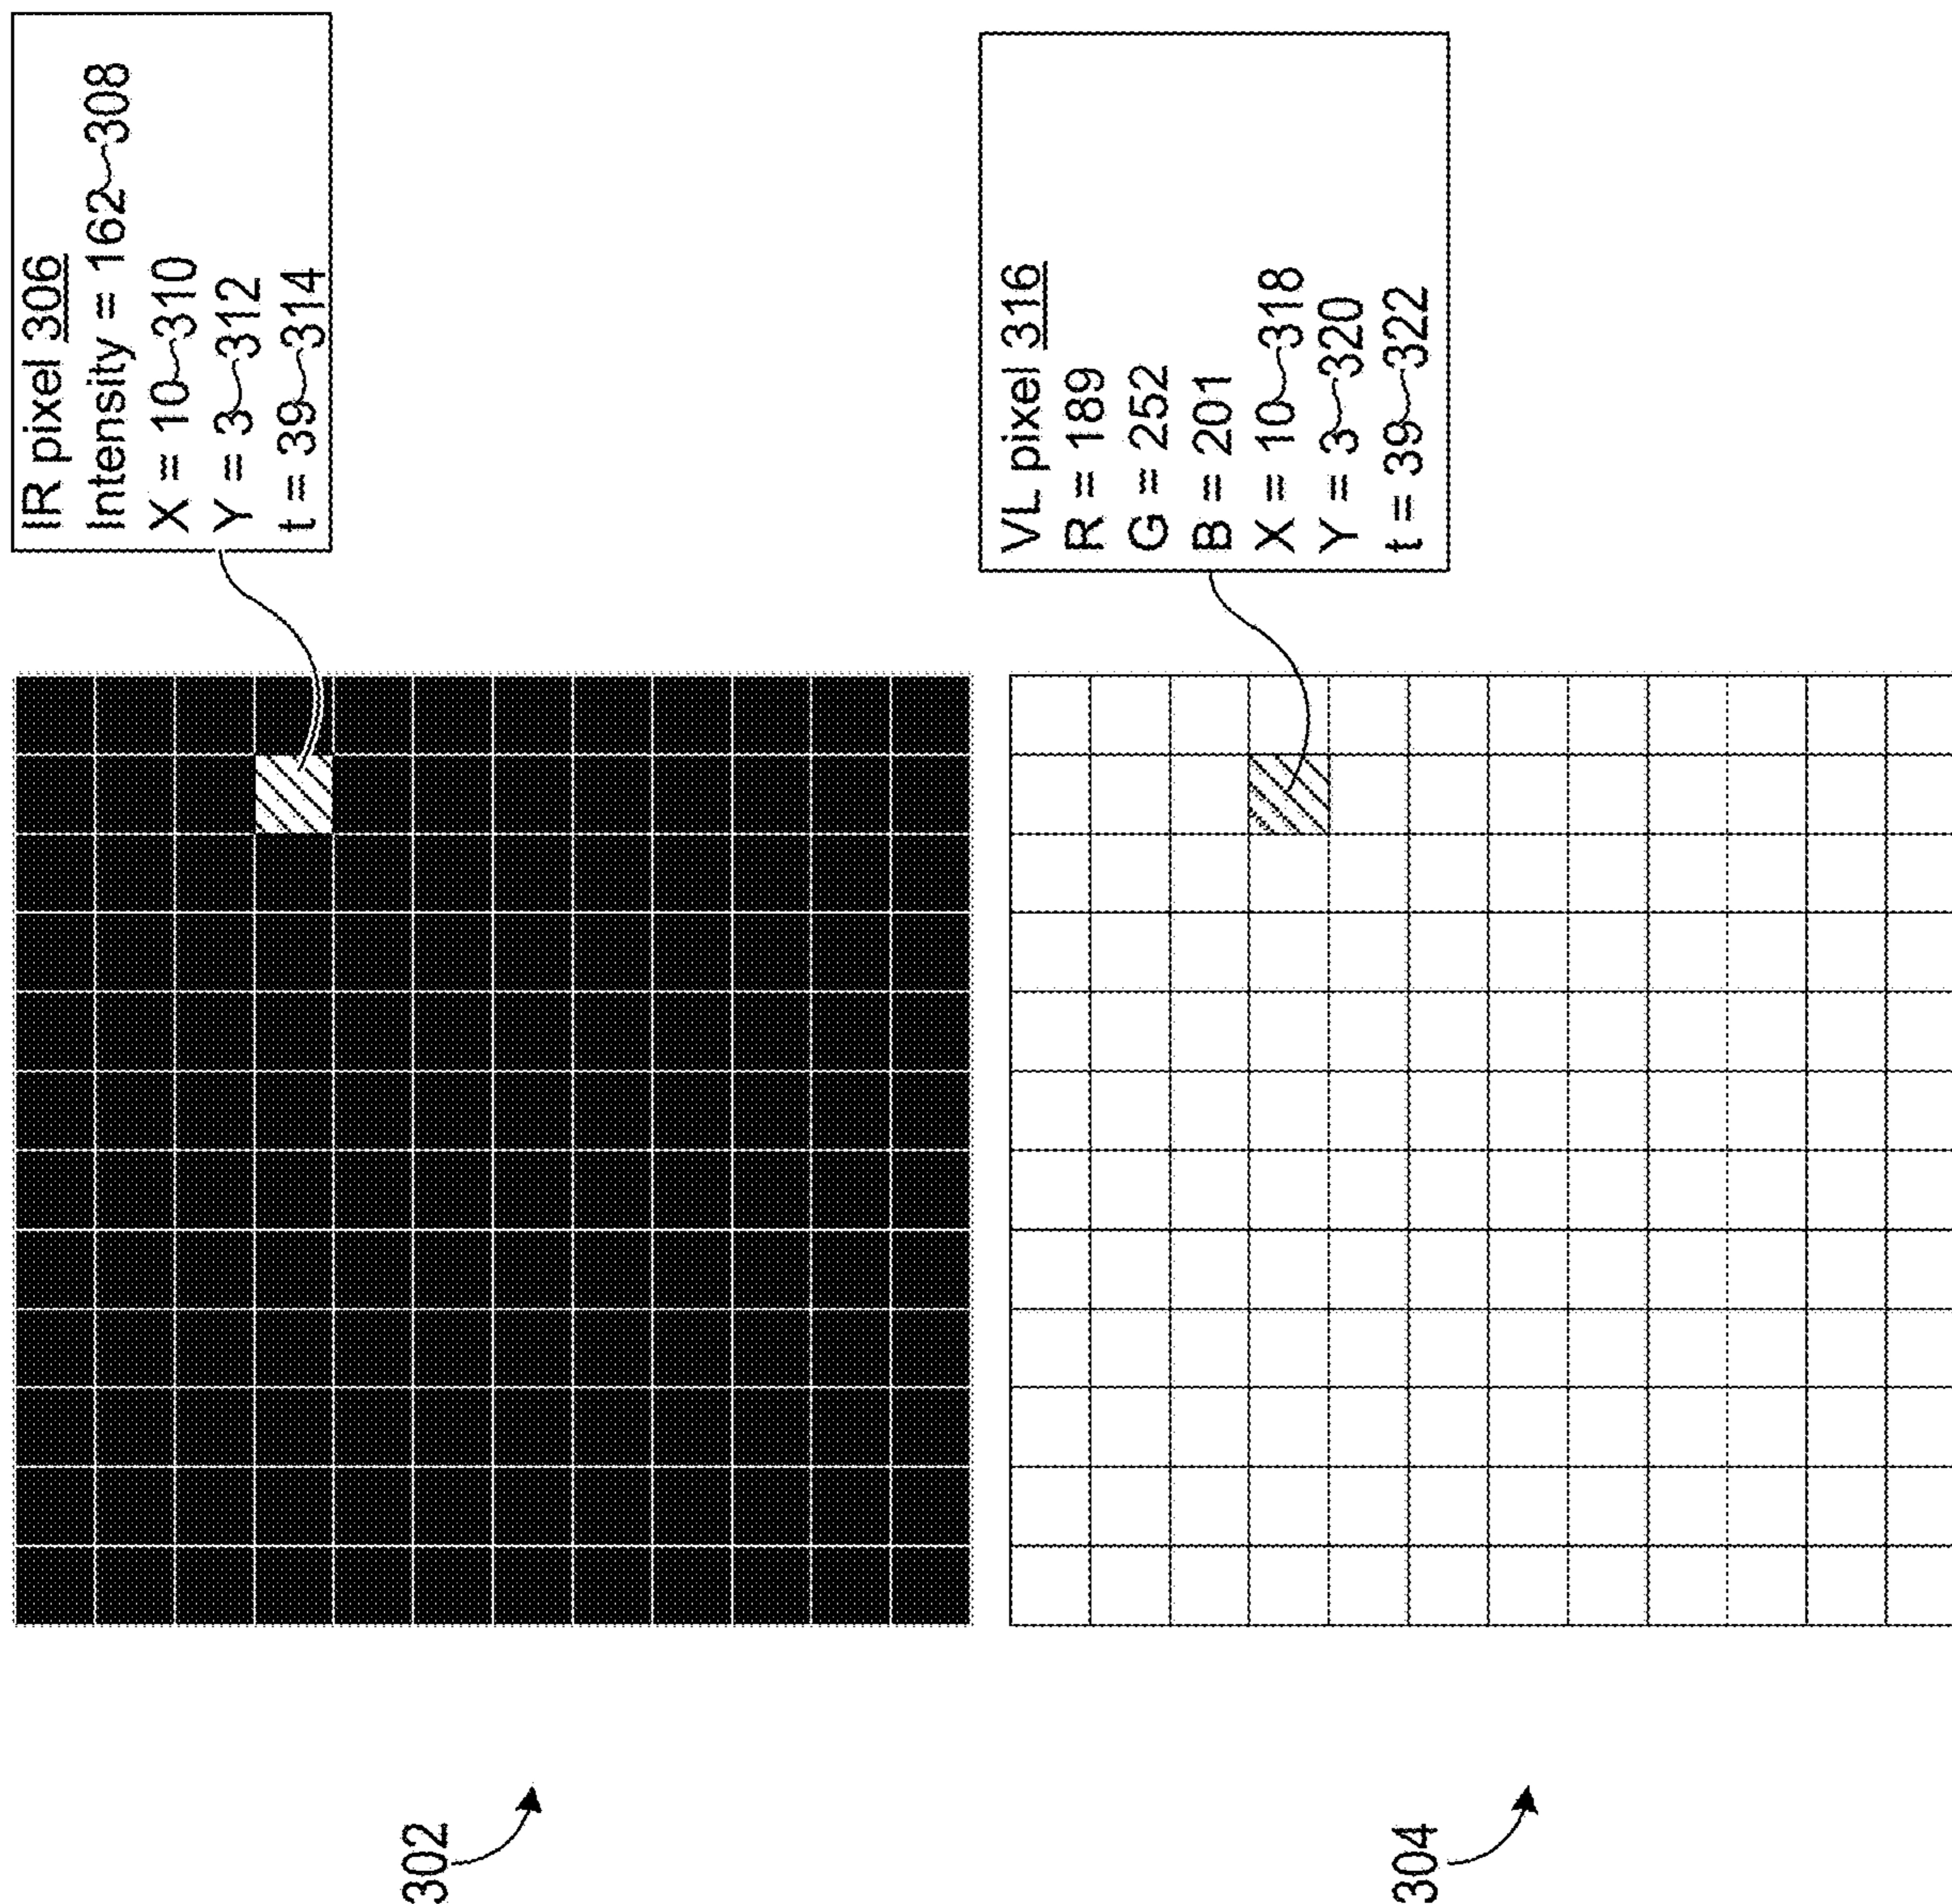 302
IR pixel 306
Intensity = 162~308
X = 10~310
Y = 3~312
t = 39~314
304
VL pixel 316
R = 189
G = 252
B = 201
X = 10~318
Y = 3~320
t = 39~322